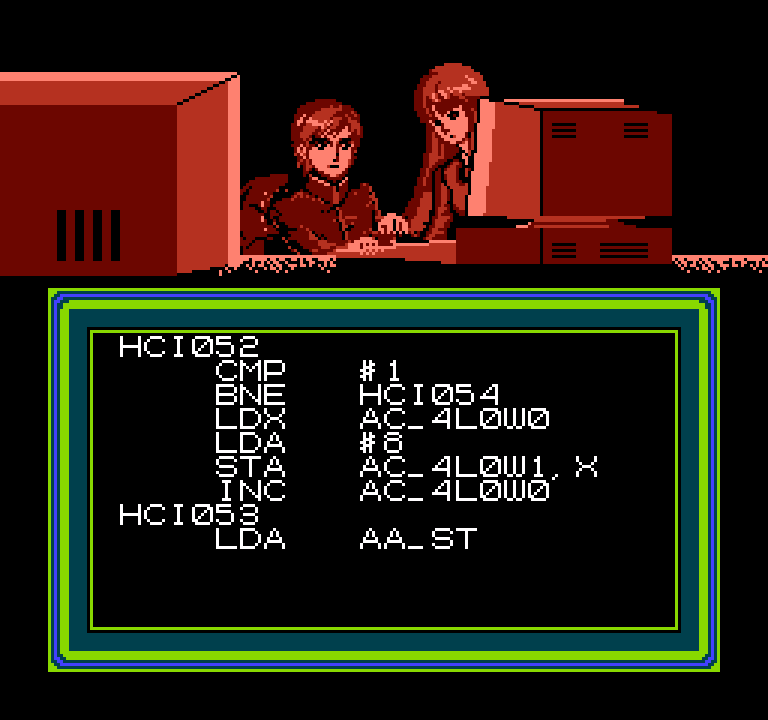 HCI052
CMP #1
BNE HCI054
LDX AC_4L0W0
LDA #8
STA AC_4L0W1,X
INC AC_4L0W0
HCI053
LDA AA_ST